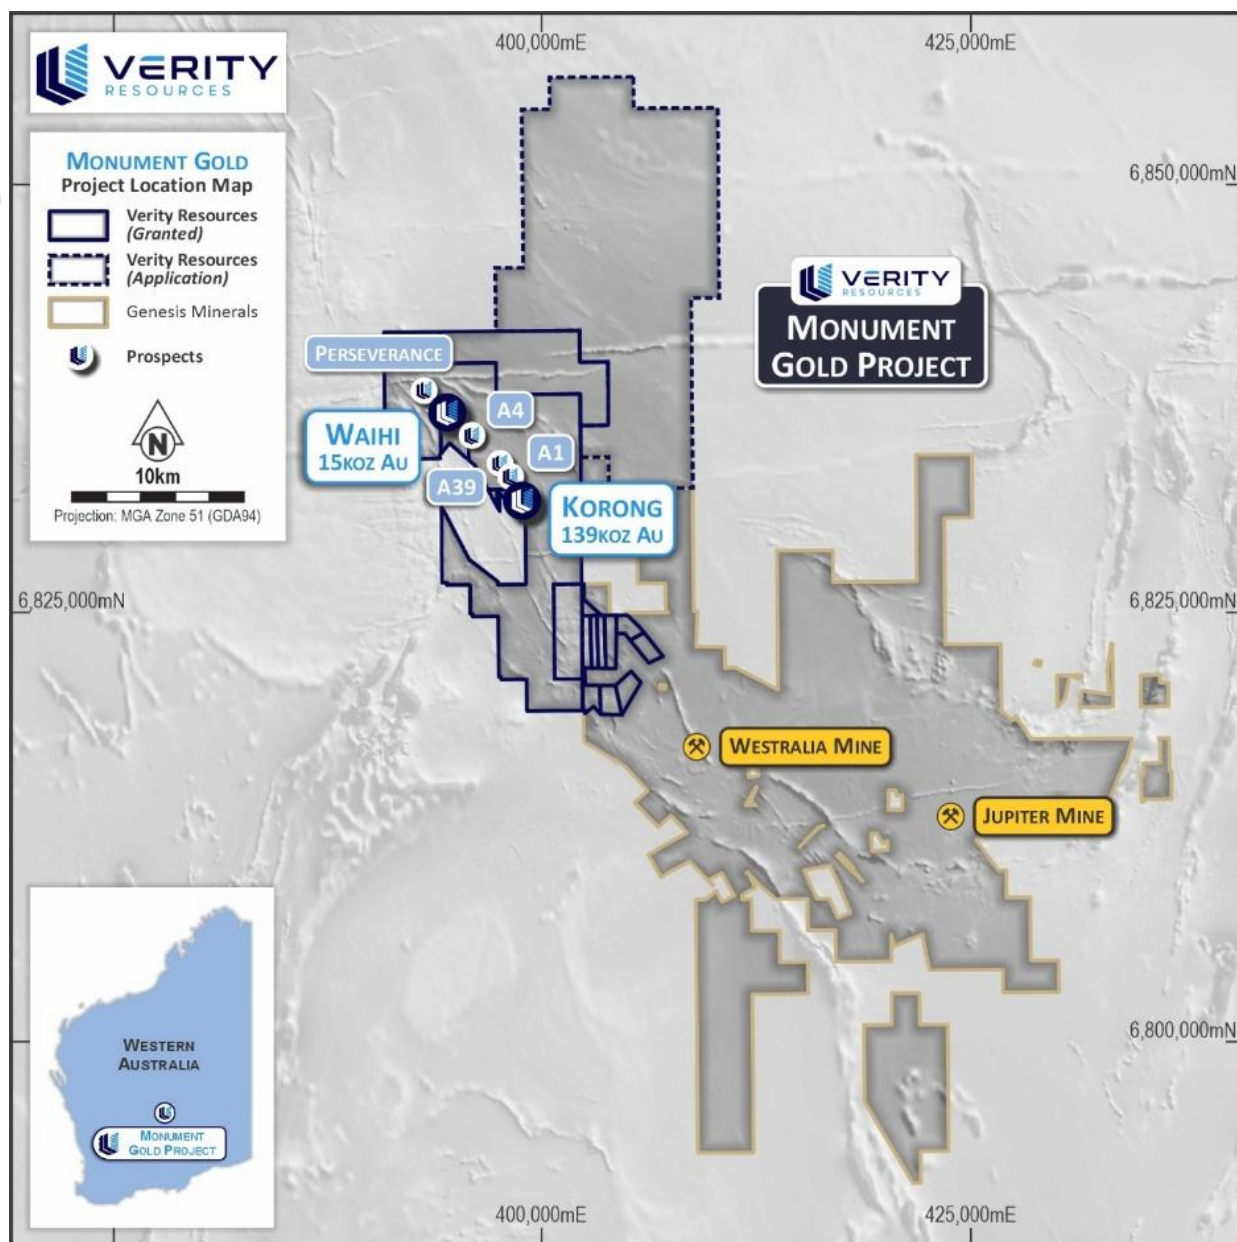 400,000mE
425,000mE
VERITY
RESOURCES
MONUMENT GOLD
Project Location Map
Verity Resources
(Granted)
Verity Resources
(Application)
Genesis Minerals
Prospects
N
10km
Projection: MGA Zone 51 (GDA94)
6,850,000mN
VERITY
RESOURCES
MONUMENT
GOLD PROJECT
PERSEVERANCE
A4
WAIHI
15KOZ AU
A1
A39
KORONG
139KOZ AU
6,825,000mN
6,825,000mN
WESTRALIA MINE
JUPITER MINE
6,800,000mN
WESTERN
AUSTRALIA
MONUMENT
GOLD PROJECT
400,000mE
425,000mE